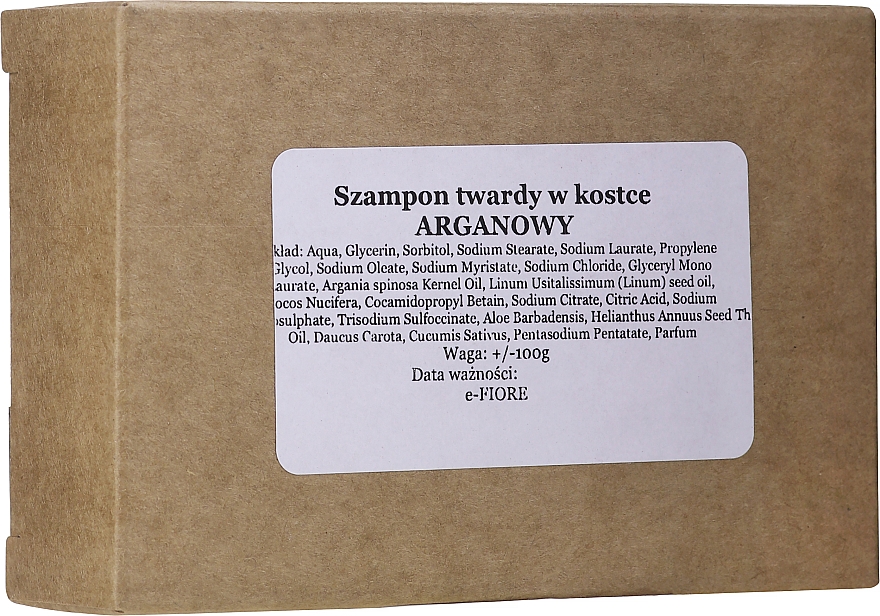 Szampon twardy w kostce
ARGANOWY
kład: Aqua, Glycerin, Sorbitol, Sodium Stearate, Sodium Laurate, Propylene
Glycol, Sodium Oleate, Sodium Myristate, Sodium Chloride, Glyceryl Mono
aurate, Argania spinosa Kernel Oil, Linum Usitalissimum (Linum) seed oil,
ocos Nucifera, Cocamidopropyl Betain, Sodium Citrate, Citric Acid, Sodium
osulphate, Trisodium Sulfoccinate, Aloe Barbadensis, Helianthus Annuus Seed Th
Oil, Daucus Carota, Cucumis Sativus, Pentasodium Pentatate, Parfum
Waga: +/-100g
Data ważności:
e-FIORE